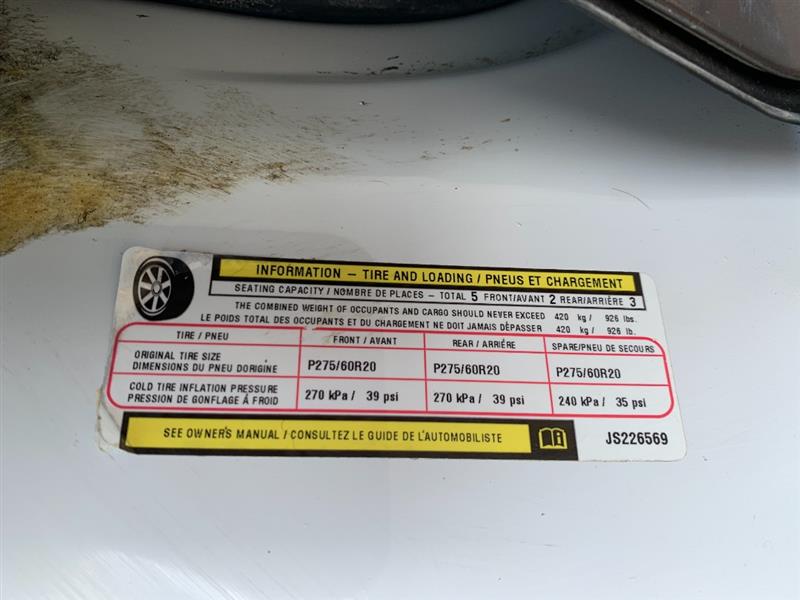 INFORMATION – TIRE AND LOADING / PNEUS ET CHARGEMENT
SEATING CAPACITY / NOMBRE DE PLACES – TOTAL 5 FRONT/AVANT 2 REAR/ARRIÉRE 3
THE COMBINED WEIGHT OF OCCUPANTS AND CARGO SHOULD NEVER EXCEED 420 kg / 926 lbs.
LE POIDS TOTAL DES OCCUPANTS ET DU CHARGEMENT NE DOIT JAMAIS DÈPASSER 420 kg / 926 lb.
TIRE / PNEU FRONT / AVANT REAR / ARRIÉRE SPARE/PNEU DE SECOURS
ORIGINAL TIRE SIZE
DIMENSIONS DU PNEU DORIGINE P275/60R20 P275/60R20 P275/60R20
COLD TIRE INFLATION PRESSURE
PRESSION DE GONFLAGE Á FROID 270 kPa / 39 psi 270 kPa / 39 psi 240 kPa / 35 psi
SEE OWNER'S MANUAL / CONSULTEZ LE GUIDE DE L'AUTOMOBILISTE
JS226569